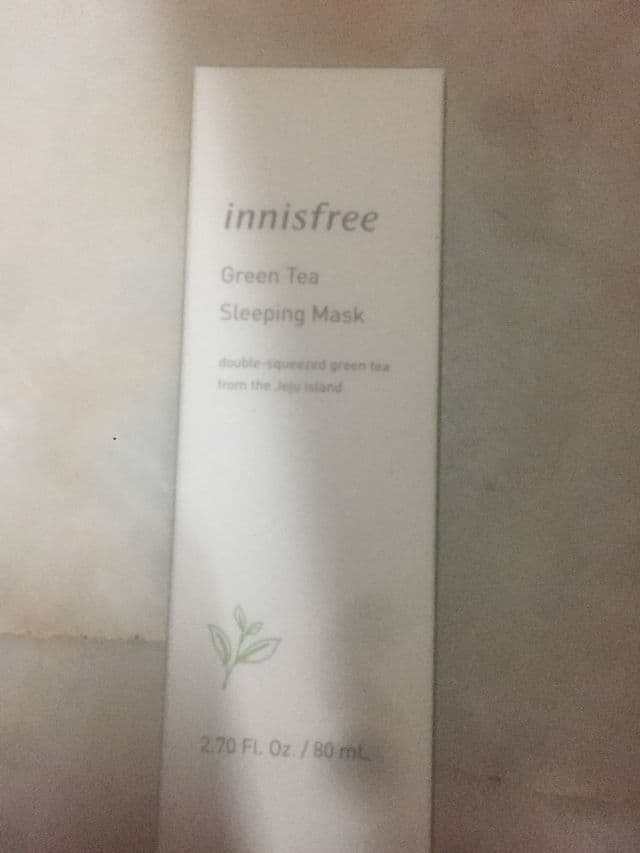 innisfree
Green Tea
Sleeping Mask
double-squeezed green tea
from the Jeju island
2.70 FL. Oz. / 80 mL